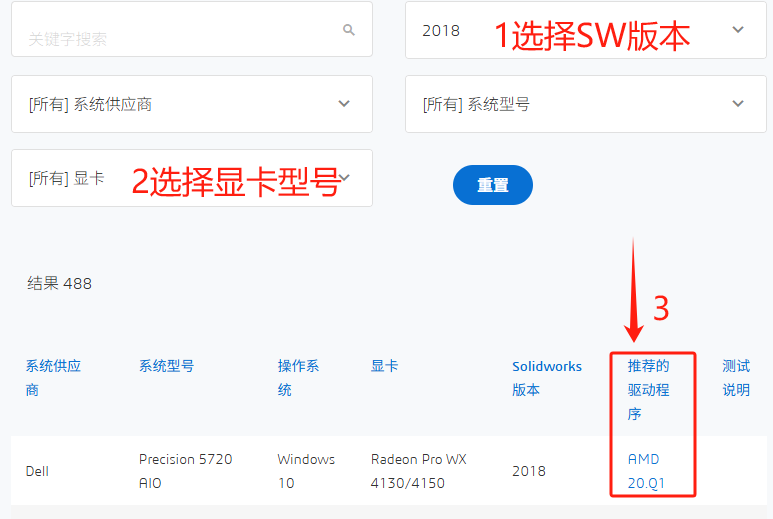 关键字搜索
2018
1选择SW版本
[所有] 系统供应商
[所有] 系统型号
[所有] 显卡
2选择显卡型号
重置
结果 488
3
系统供应
商
系统型号
操作系
统
显卡
Solidworks
版本
推荐的
驱动程
序
测试
说明
Dell
Precision 5720
AIO
Windows
10
Radeon Pro WX
4130/4150
2018
AMD
20.Q1